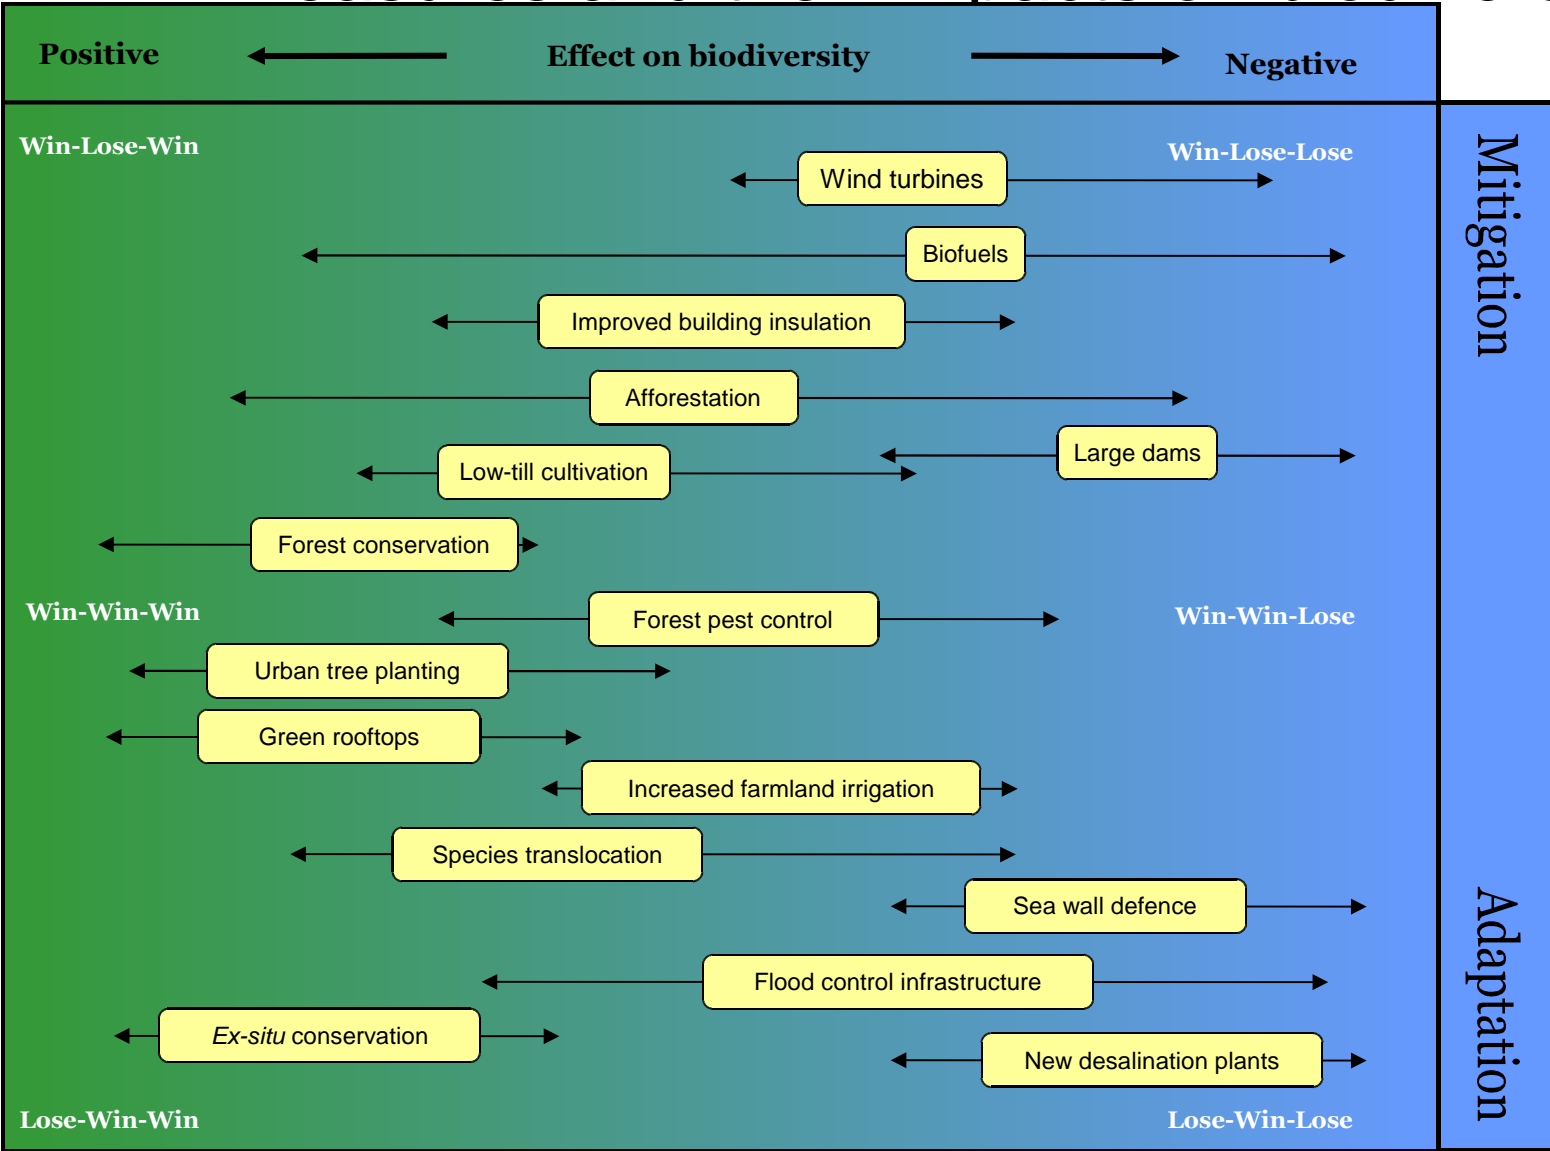 Positive
Effect on biodiversity
Negative
Win-Lose-Win
Win-Lose-Lose
Mitigation
Wind turbines
Biofuels
Improved building insulation
Afforestation
Large dams
Low-till cultivation
Forest conservation
Win-Win-Win
Forest pest control
Win-Win-Lose
Urban tree planting
Green rooftops
Increased farmland irrigation
Species translocation
Sea wall defence
Adaptation
Flood control infrastructure
Ex-situ conservation
New desalination plants
Lose-Win-Win
Lose-Win-Lose